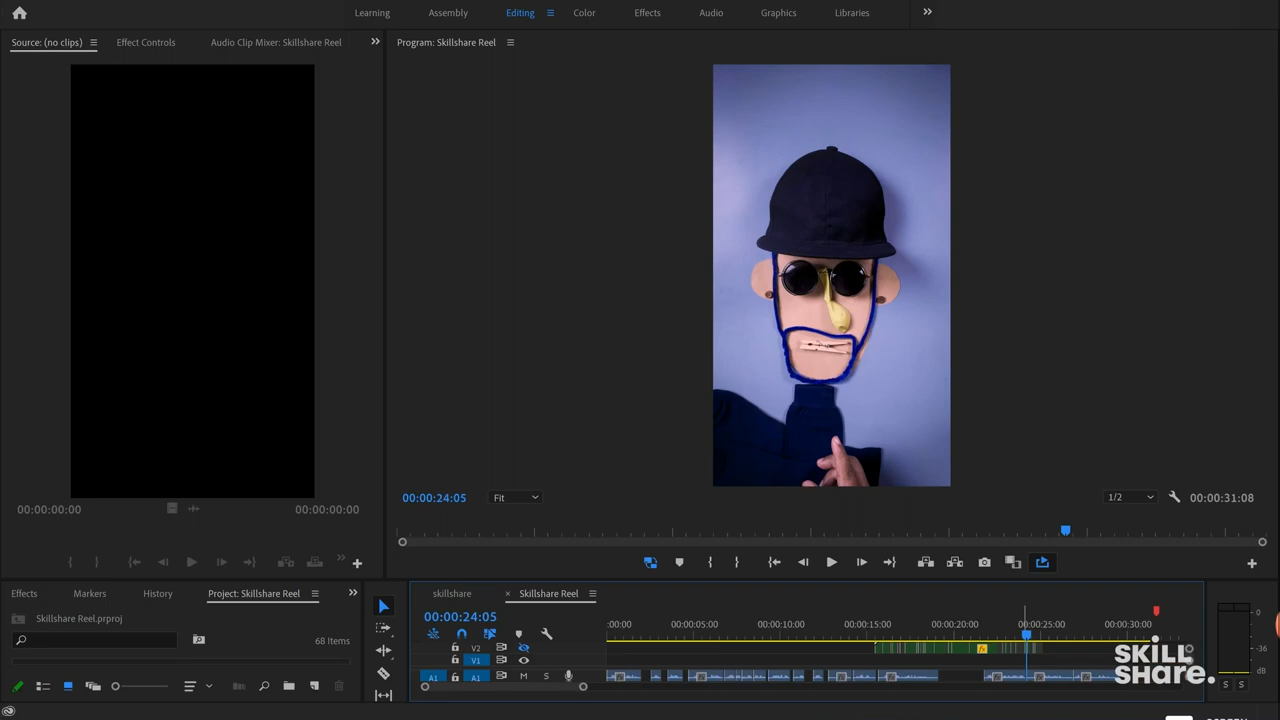 Learning Assembly Editing Color Effects Audio Graphics Libraries
Source: (no clips) Effect Controls Audio Clip Mixer: Skillshare Reel
Program: Skillshare Reel
00:00:24:05 Fit 1/2 00:00:31:08
00:00:00:00 00:00:00:00
Effects Markers History Project: Skillshare Reel
Skillshare Reel.prproj
68 Items
skillshare × Skillshare Reel
00:00:24:05
:00:00 00:00:05:00 00:00:10:00 00:00:15:00 00:00:20:00 00:00:25:00 00:00:30:00
V2 fx
V1
A1 A1 M S
0
-36
dB
S S
SKILL
SHARE.